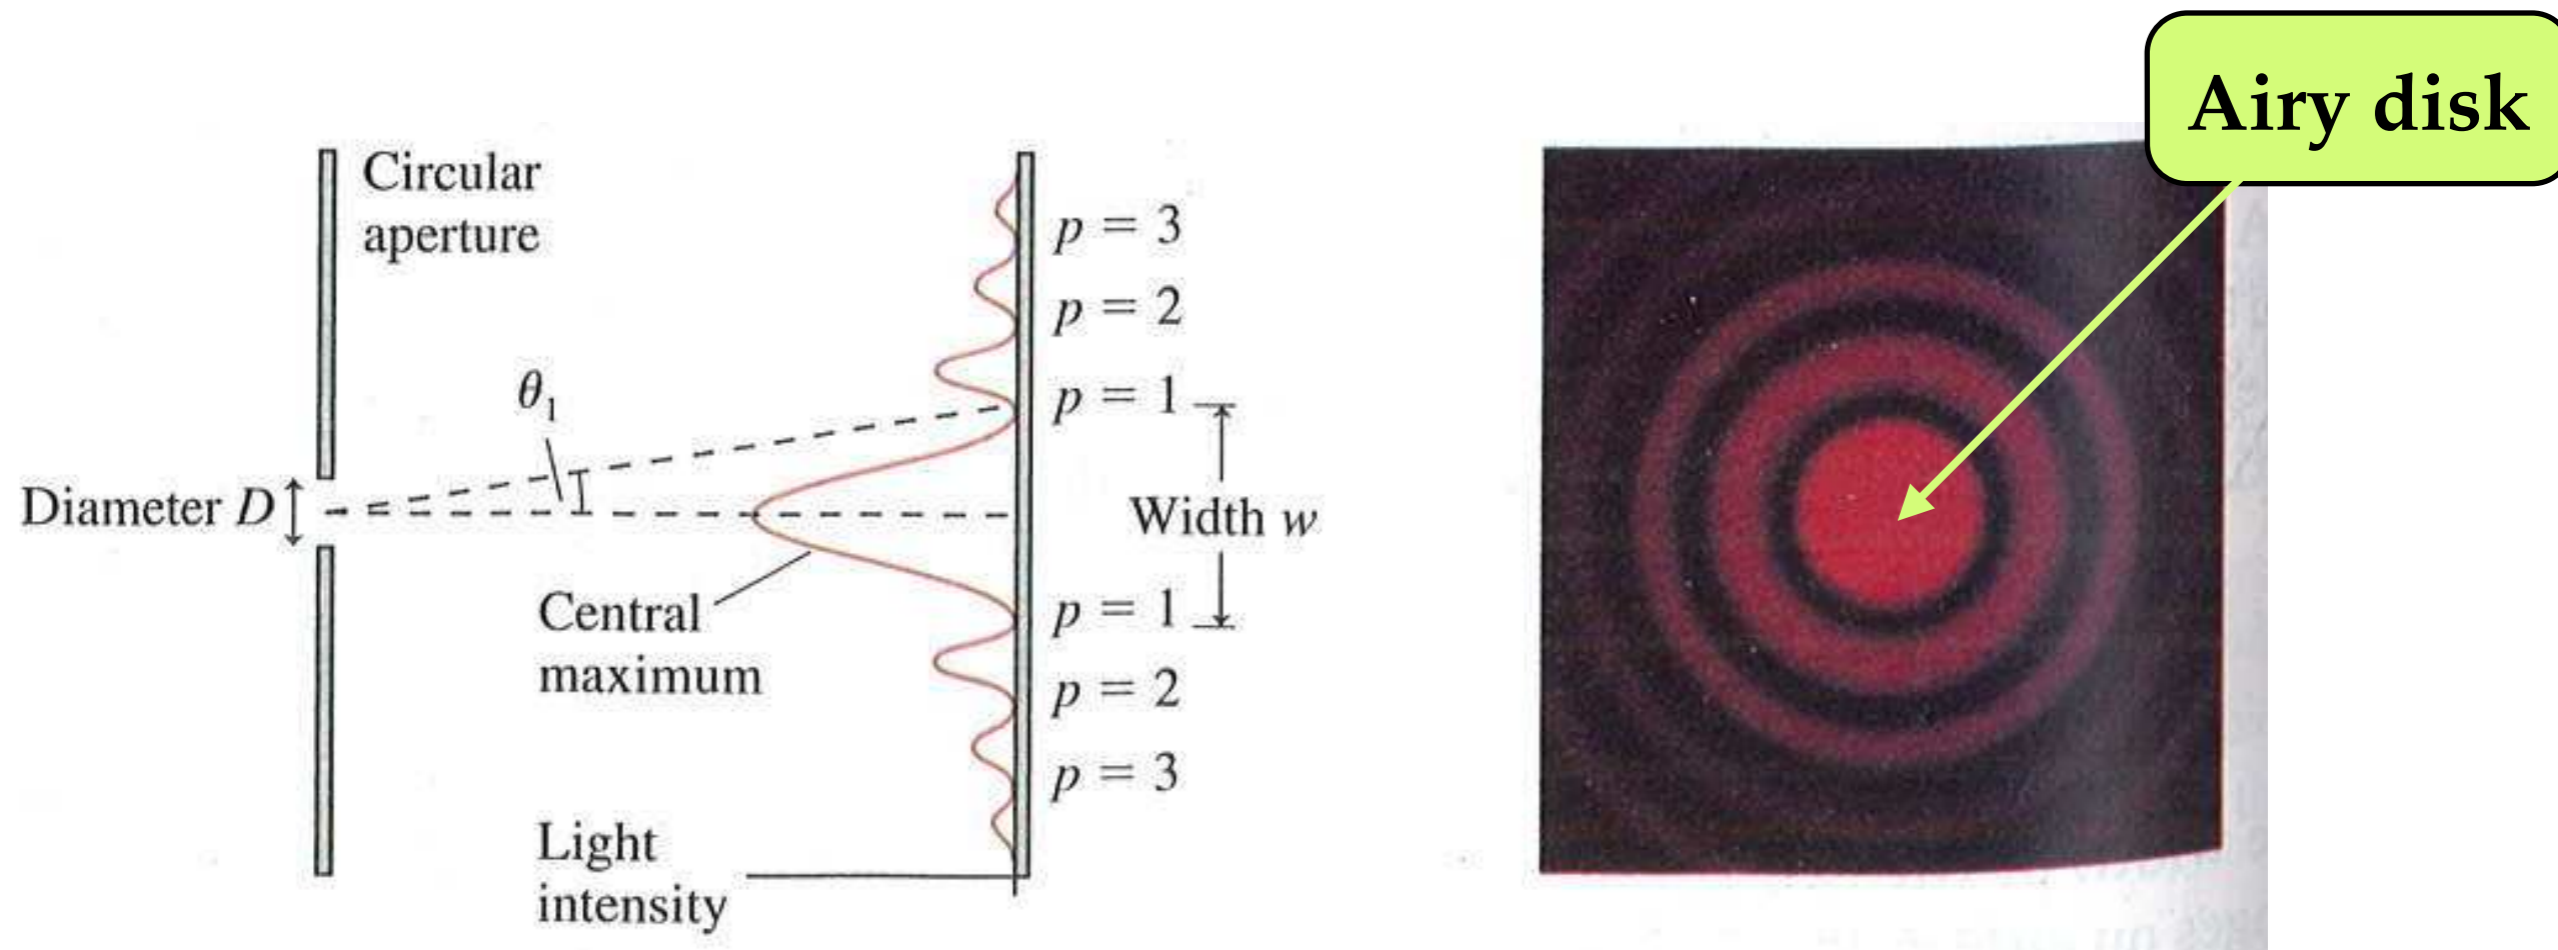 Airy disk
Circular
aperture
p = 3
p = 2
θ₁
p = 1
Diameter D
Width w
Central
maximum
p = 1
p = 2
p = 3
Light
intensity